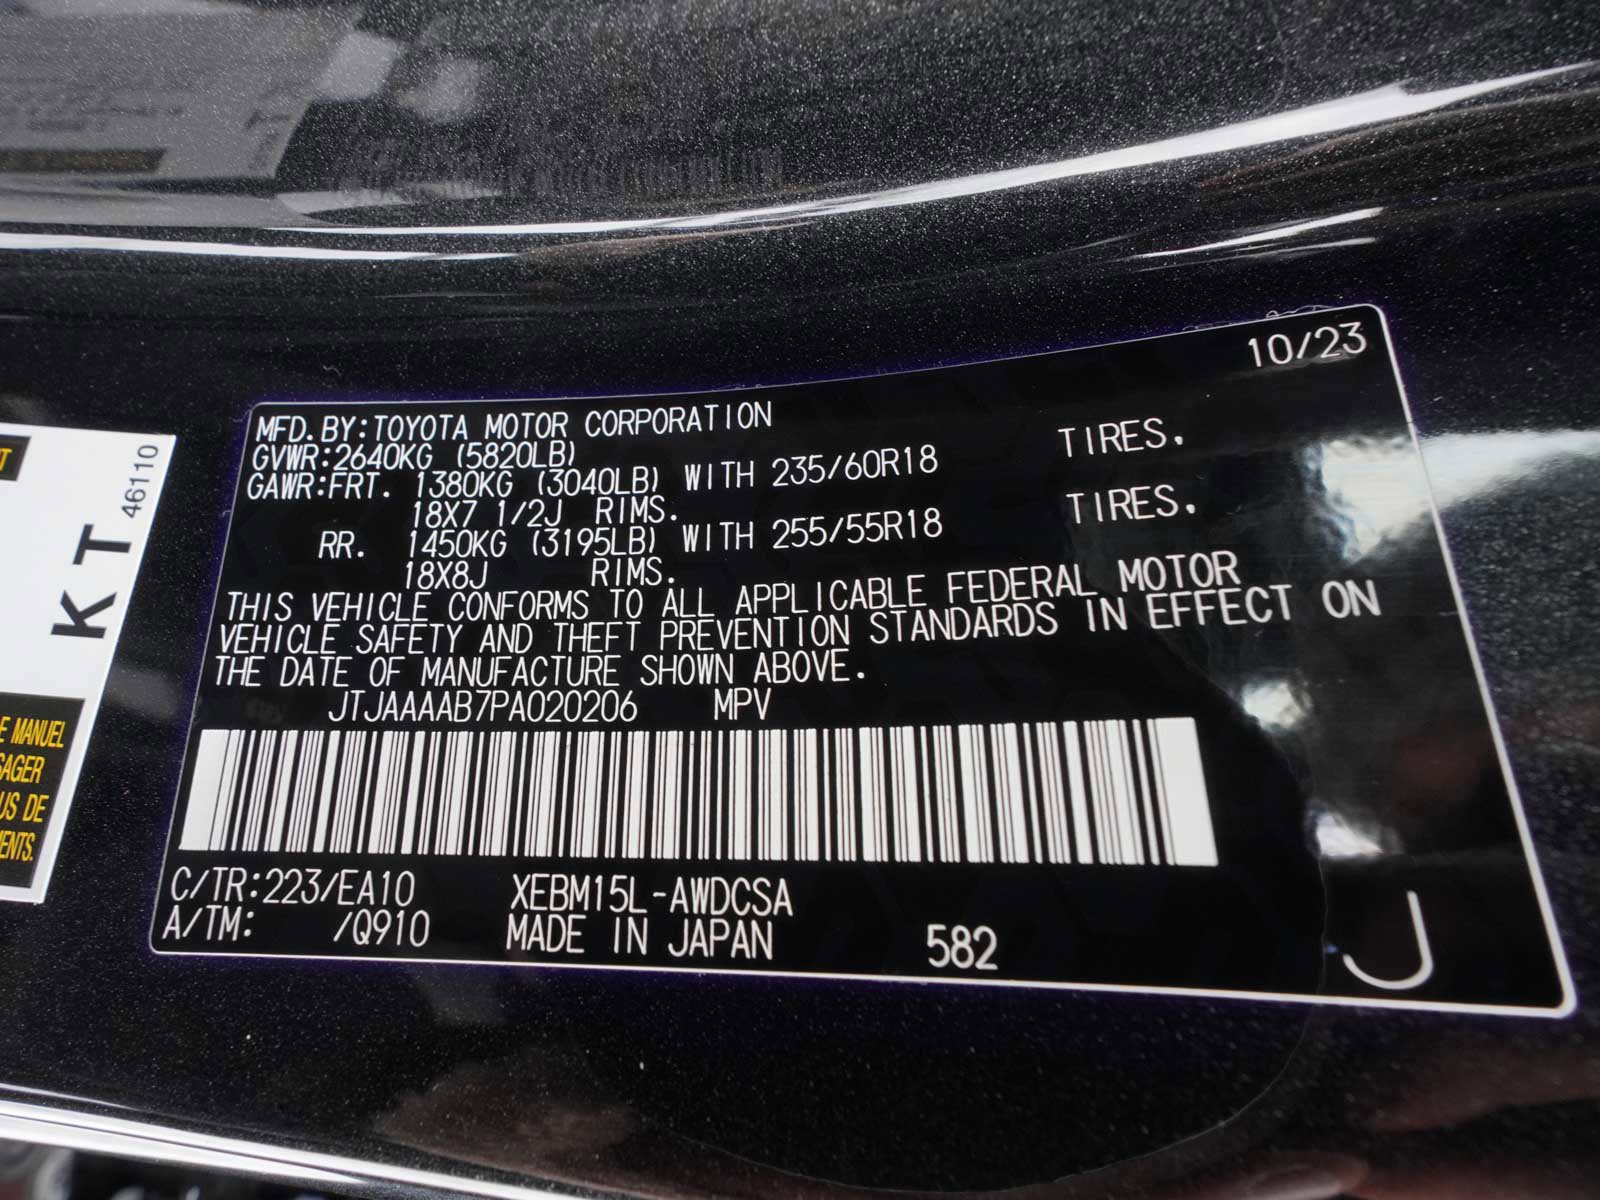 10/23
MFD.BY:TOYOTA MOTOR CORPORATION
GVWR:2640KG (5820LB)
GAWR:FRT. 1380KG (3040LB) WITH 235/60R18 TIRES.
18X7 1/2J RIMS.
RR. 1450KG (3195LB) WITH 255/55R18 TIRES.
18X8J RIMS.
THIS VEHICLE CONFORMS TO ALL APPLICABLE FEDERAL MOTOR
VEHICLE SAFETY AND THEFT PREVENTION STANDARDS IN EFFECT ON
THE DATE OF MANUFACTURE SHOWN ABOVE.
JTJAAAAB7PA020206 MPV
C/TR:223/EA10 XEBM15L-AWDCSA
A/TM: /Q910 MADE IN JAPAN 582 J
46110
KT
MANUEL
DE